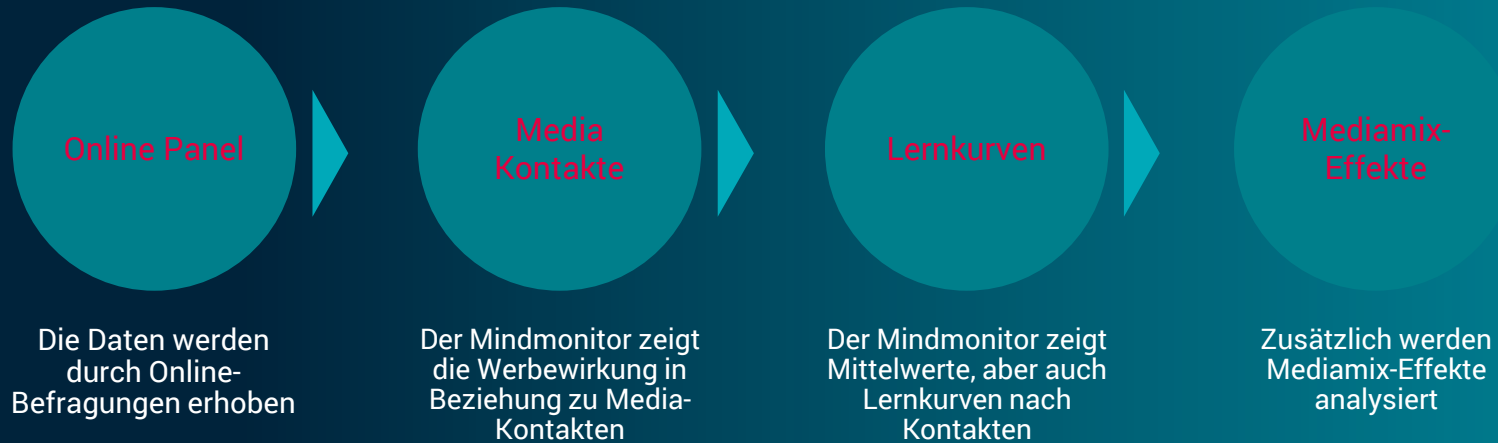 Online Panel
Die Daten werden
durch Online-
Befragungen erhoben
Media
Kontakte
Der Mindmonitor zeigt
die Werbewirkung in
Beziehung zu Media-
Kontakten
Lernkurven
Der Mindmonitor zeigt
Mittelwerte, aber auch
Lernkurven nach
Kontakten
Mediamix-
Effekte
Zusätzlich werden
Mediamix-Effekte
analysiert